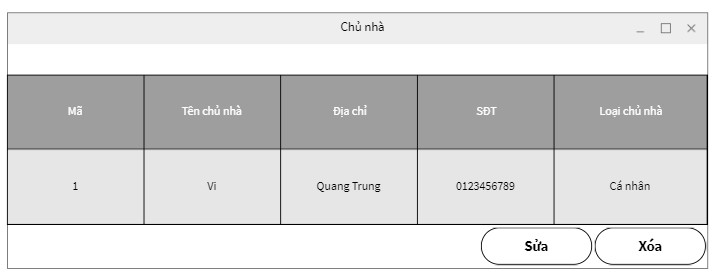 Chủ nhà
Mã Tên chủ nhà Địa chỉ SĐT Loại chủ nhà
1 Vi Quang Trung 0123456789 Cá nhân
Sửa Xóa